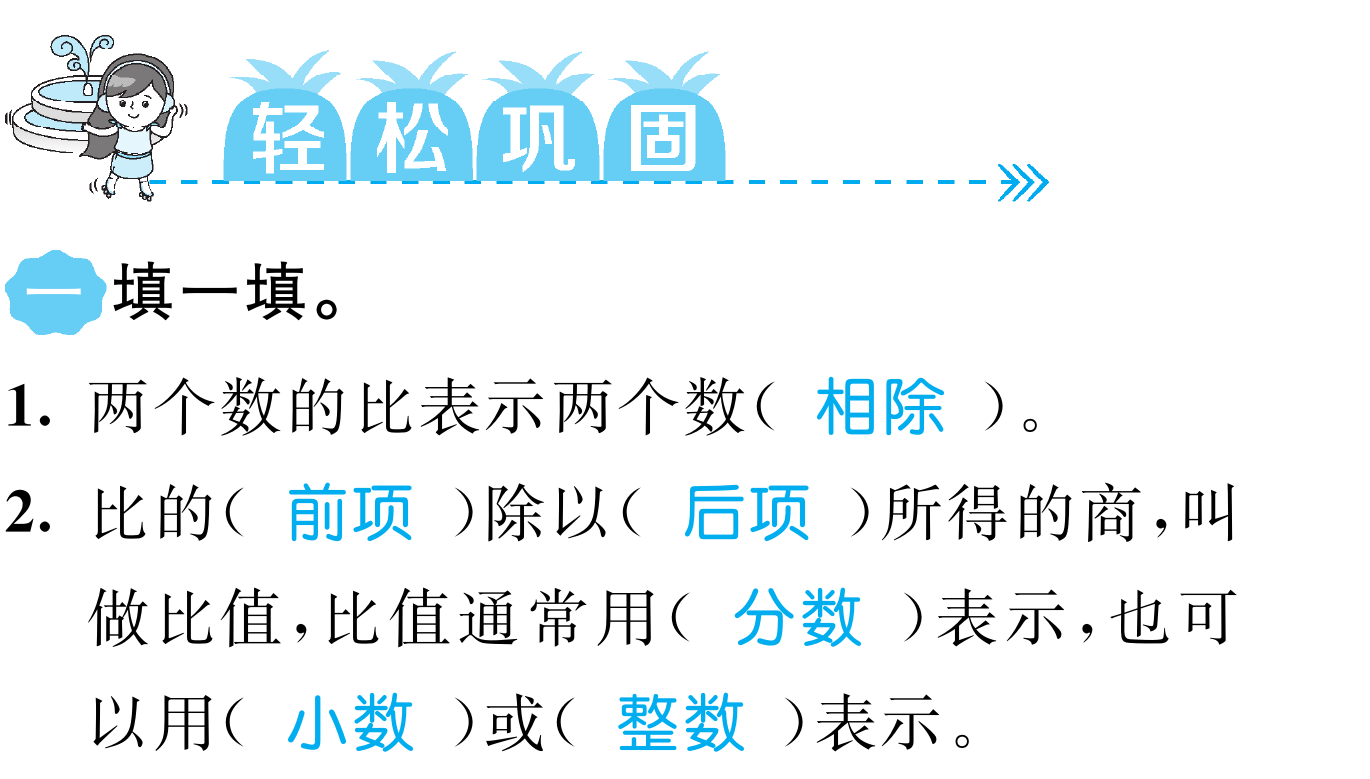 轻松巩固
一 填一填。
1. 两个数的比表示两个数( 相除 )。
2. 比的( 前项 )除以( 后项 )所得的商,叫
做比值,比值通常用( 分数 )表示,也可
以用( 小数 )或( 整数 )表示。